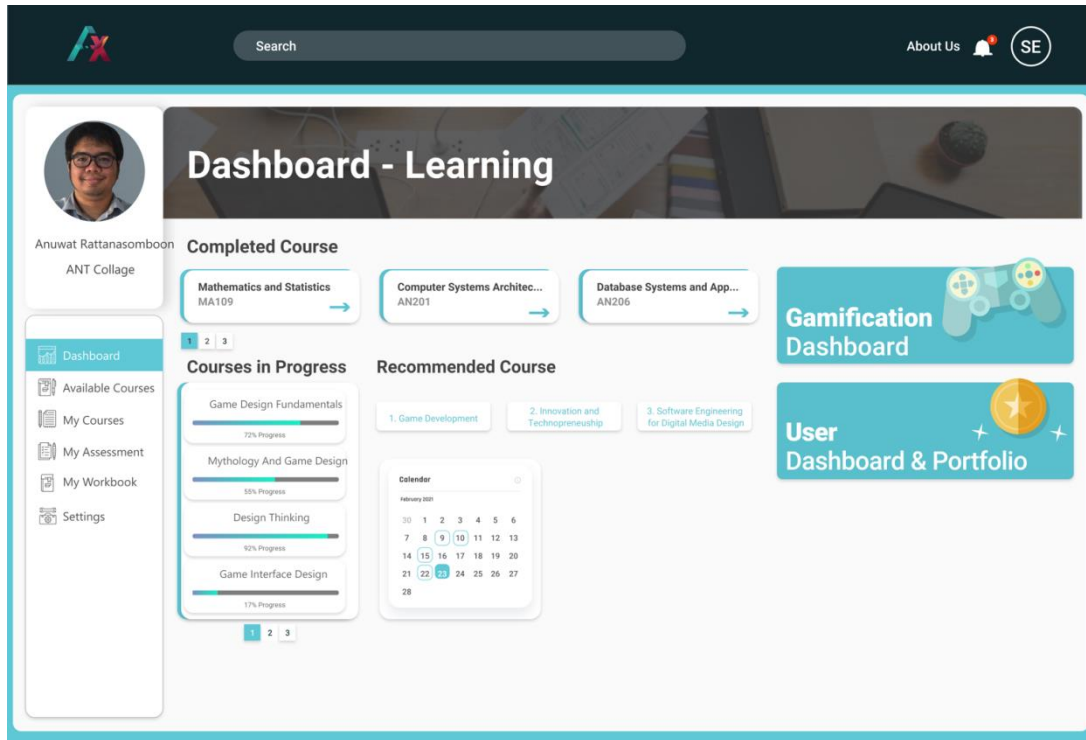 Search
About Us
3
SE
Dashboard - Learning
Anuwat Rattanasomboon
ANT Collage
Dashboard
Available Courses
My Courses
My Assessment
My Workbook
Settings
Completed Course
Mathematics and Statistics
MA109
Computer Systems Architec...
AN201
Database Systems and App...
AN206
1 2 3
Courses in Progress
Game Design Fundamentals
72% Progress
Mythology And Game Design
55% Progress
Design Thinking
92% Progress
Game Interface Design
17% Progress
1 2 3
Recommended Course
1. Game Development
2. Innovation and
Technopreneuship
3. Software Engineering
for Digital Media Design
Calendar
February 2021
30 1 2 3 4 5 6
7 8 9 10 11 12 13
14 15 16 17 18 19 20
21 22 23 24 25 26 27
28
Gamification
Dashboard
User
Dashboard & Portfolio